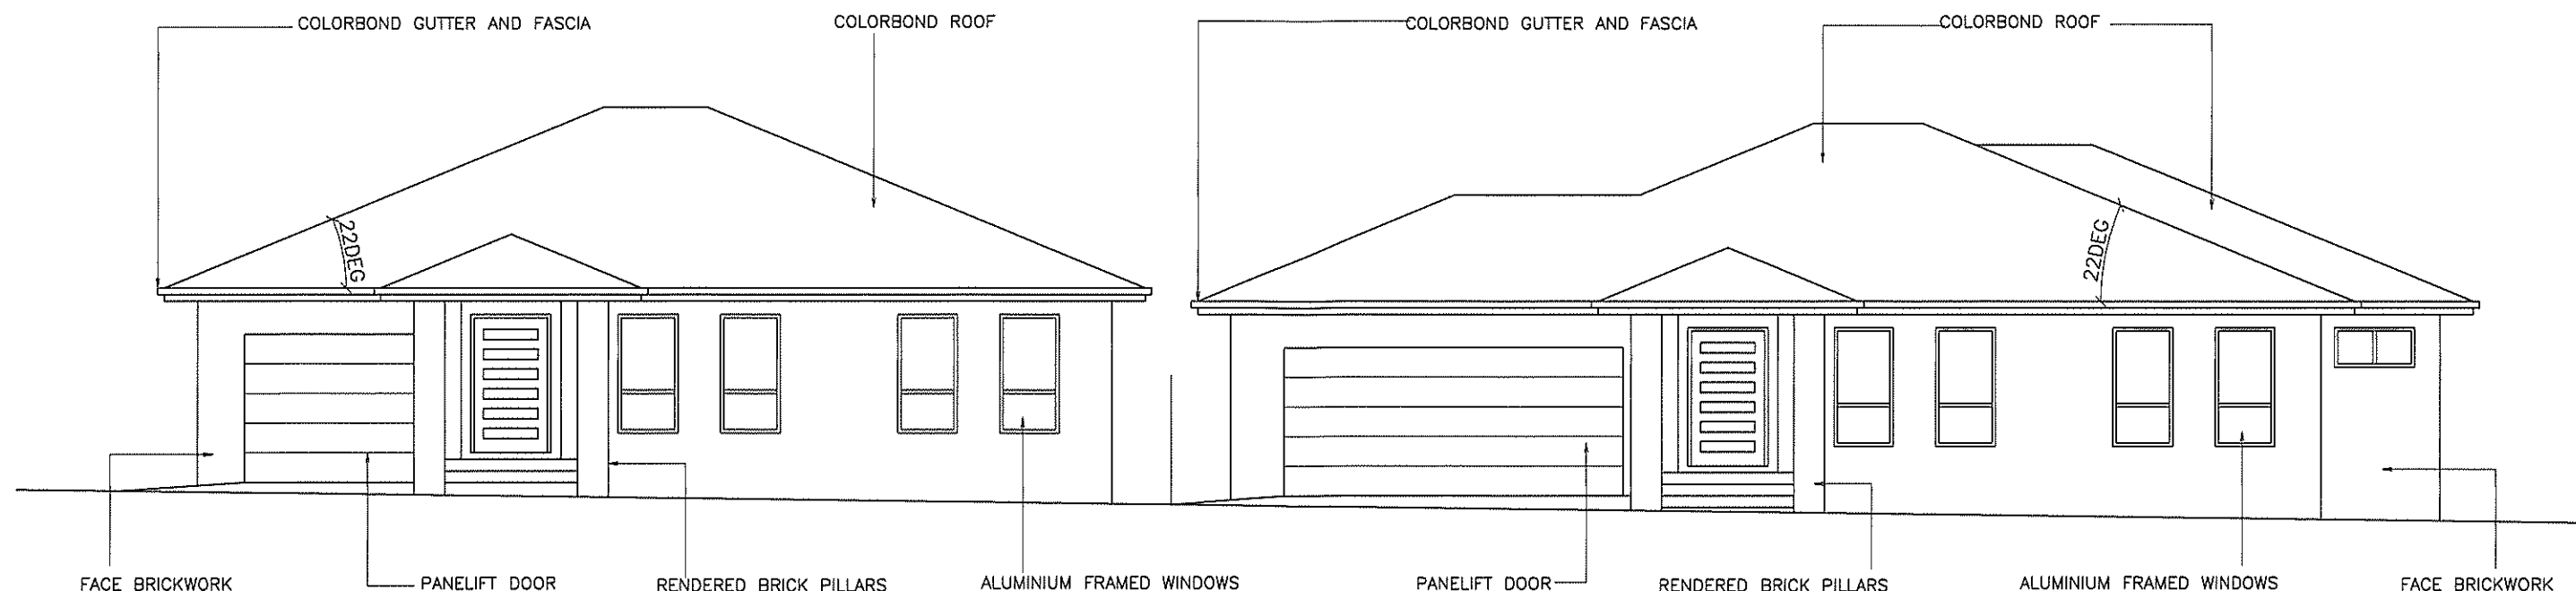 COLORBOND GUTTER AND FASCIA
COLORBOND ROOF
COLORBOND GUTTER AND FASCIA
COLORBOND ROOF
22DEG
22DEG
FACE BRICKWORK
PANELIFT DOOR
RENDERED BRICK PILLARS
ALUMINIUM FRAMED WINDOWS
PANELIFT DOOR
RENDERED BRICK PILLARS
ALUMINIUM FRAMED WINDOWS
FACE BRICKWORK